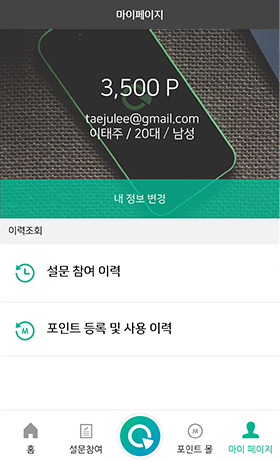 마이페이지
3,500 P
taejulee@gmail.com
이태주 / 20대 / 남성
내 정보 변경
이력조회
설문 참여 이력
M 포인트 등록 및 사용 이력
홈
설문참여
M
포인트 몰
마이 페이지